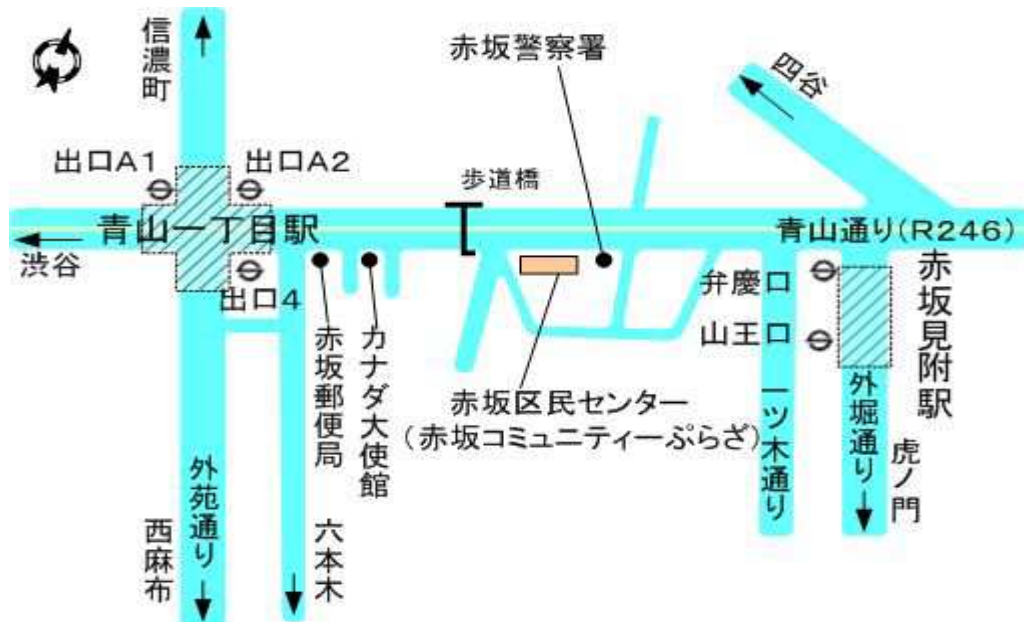 信濃町
赤坂警察署
四谷
出口A1
出口A2
歩道橋
青山一丁目駅
青山通り(R246)
渋谷
出口4
弁慶口
山王口
赤坂見附駅
赤坂郵便局
カナダ大使館
赤坂区民センター
(赤坂コミュニティーぷらざ)
一ツ木通り
外堀通り
虎ノ門
外苑通り
西麻布
六本木